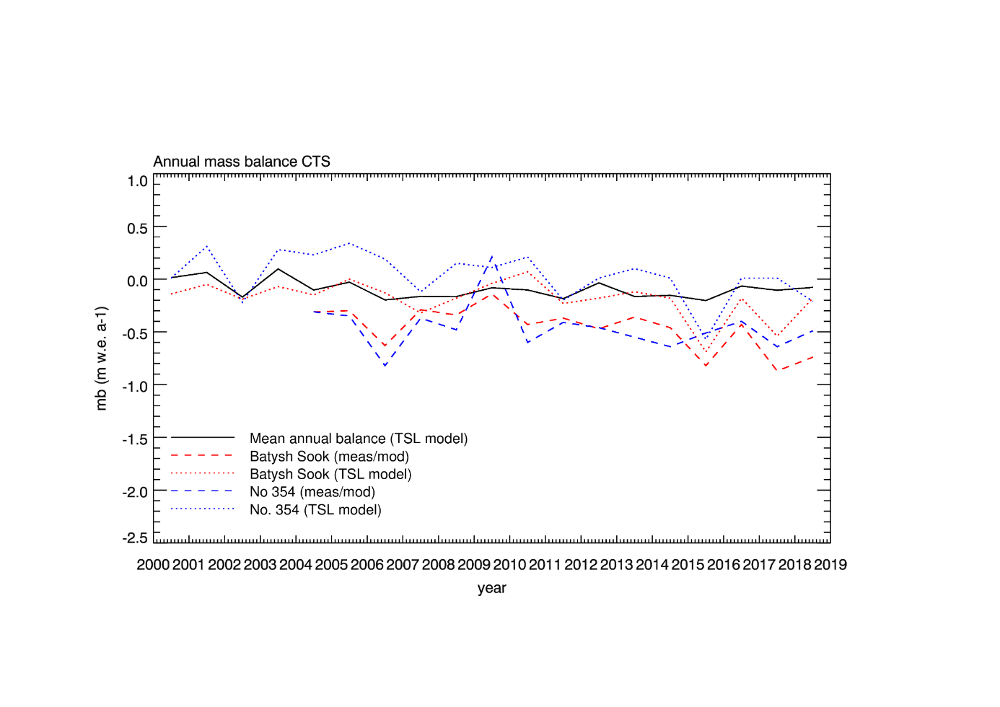 Annual mass balance CTS
1.0
0.5
0.0
-0.5
-1.0
-1.5
-2.0
-2.5
mb (m w.e. a-1)
Mean annual balance (TSL model)
Batysh Sook (meas/mod)
Batysh Sook (TSL model)
No 354 (meas/mod)
No. 354 (TSL model)
2000 2001 2002 2003 2004 2005 2006 2007 2008 2009 2010 2011 2012 2013 2014 2015 2016 2017 2018 2019
year